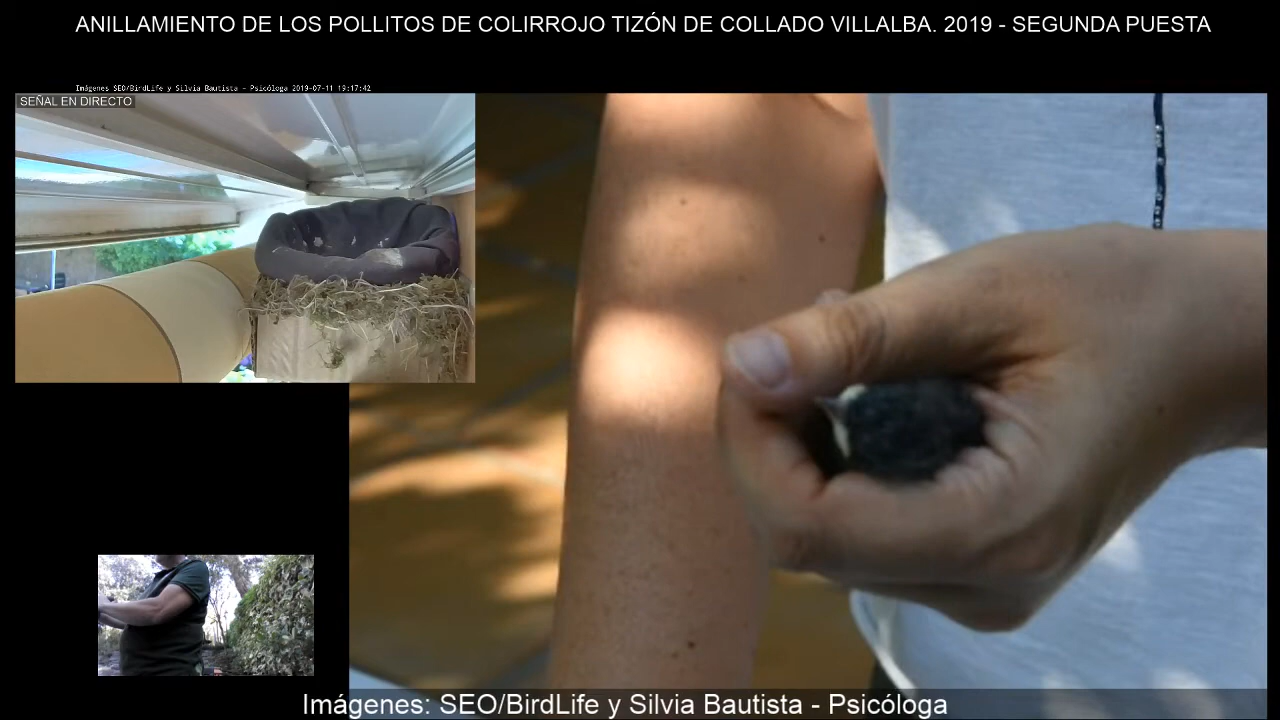 ANILLAMIENTO DE LOS POLLITOS DE COLIRROJO TIZÓN DE COLLADO VILLALBA. 2019 - SEGUNDA PUESTA
Imágenes SEO/BirdLife y Silvia Bautista - Psicóloga 2019-07-11 19:17:42
SEÑAL EN DIRECTO
Imágenes: SEO/BirdLife y Silvia Bautista - Psicóloga